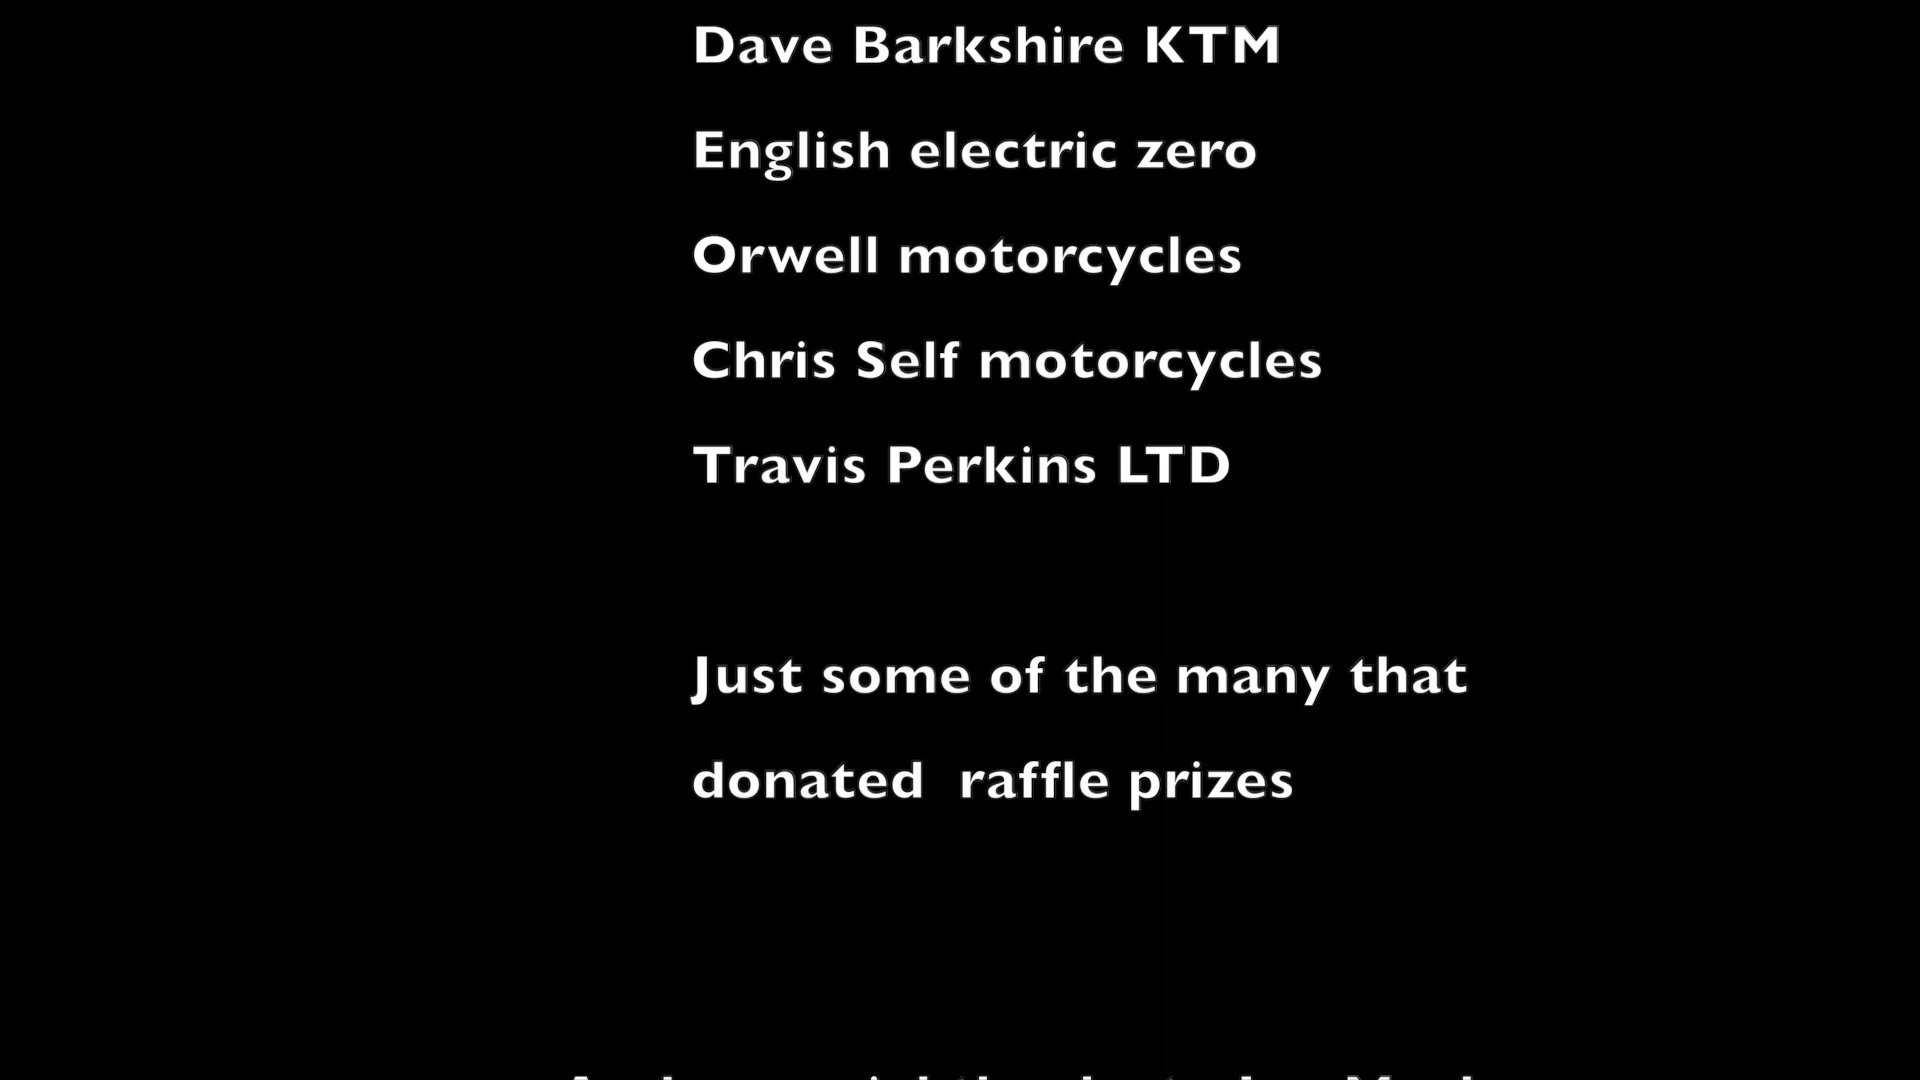 Dave Barkshire KTM
English electric zero
Orwell motorcycles
Chris Self motorcycles
Travis Perkins LTD
Just some of the many that
donated  raffle prizes